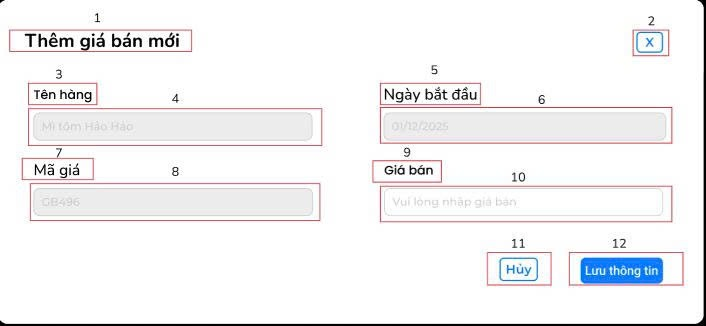 1
Thêm giá bán mới
2
X
3
Tên hàng
4
Mì tôm Hảo Hảo
5
Ngày bắt đầu
6
01/12/2025
7
Mã giá
8
GB496
9
Giá bán
10
Vui lòng nhập giá bán
11
Hủy
12
Lưu thông tin